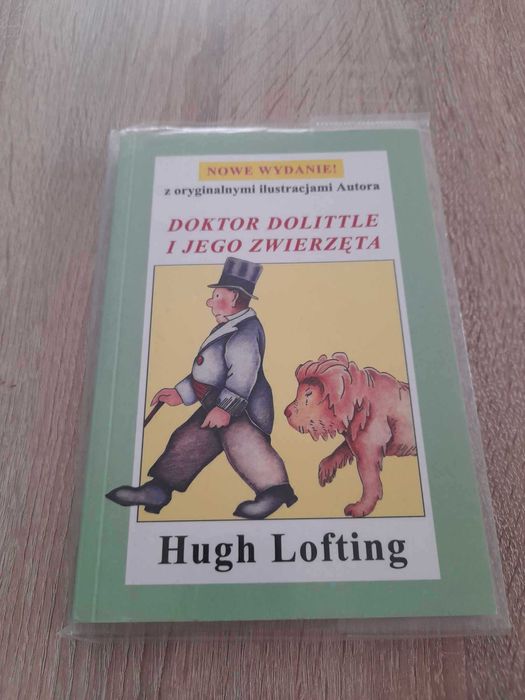 NOWE WYDANIE!
z oryginalnymi ilustracjami Autora
DOKTOR DOLITTLE
I JEGO ZWIERZĘTA
Hugh Lofting